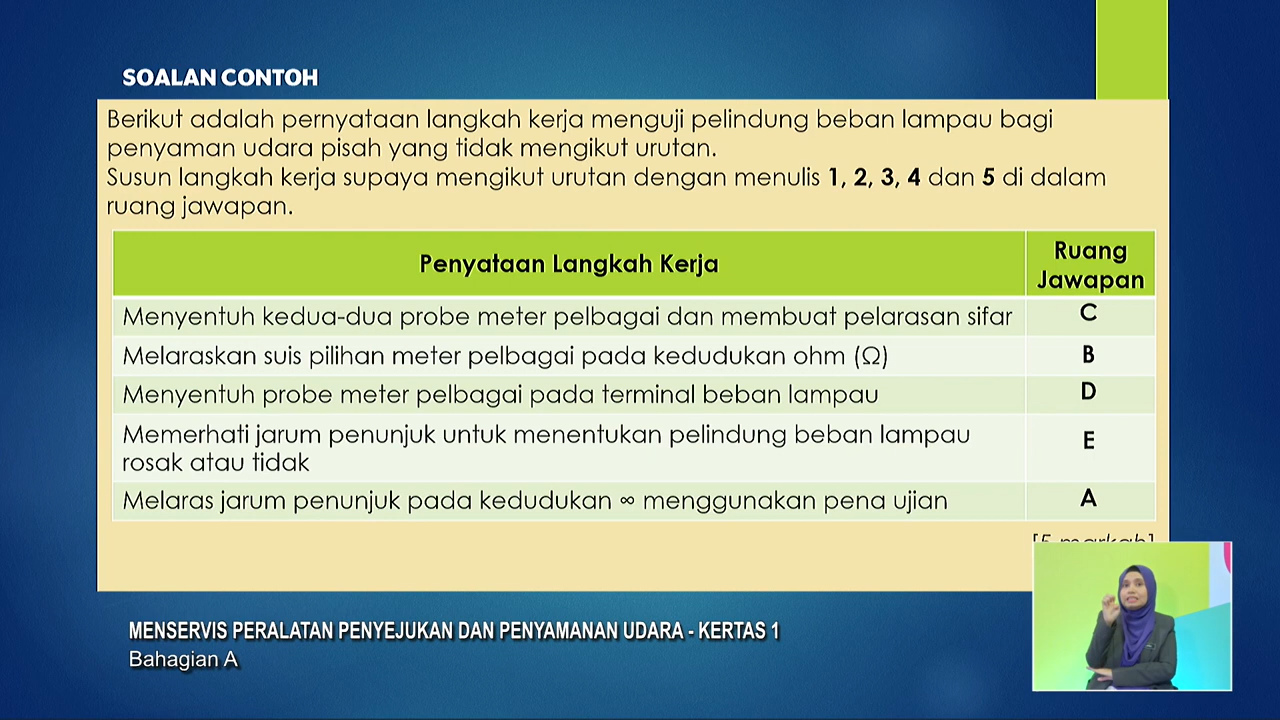 SOALAN CONTOH
Berikut adalah pernyataan langkah kerja menguji pelindung beban lampau bagi
penyaman udara pisah yang tidak mengikut urutan.
Susun langkah kerja supaya mengikut urutan dengan menulis 1, 2, 3, 4 dan 5 di dalam
ruang jawapan.
Penyataan Langkah Kerja
Ruang
Jawapan
Menyentuh kedua-dua probe meter pelbagai dan membuat pelarasan sifar
C
Melaraskan suis pilihan meter pelbagai pada kedudukan ohm (Ω)
B
Menyentuh probe meter pelbagai pada terminal beban lampau
D
Memerhati jarum penunjuk untuk menentukan pelindung beban lampau
rosak atau tidak
E
Melaras jarum penunjuk pada kedudukan ∞ menggunakan pena ujian
A
[5 markah]
MENSERVIS PERALATAN PENYEJUKAN DAN PENYAMANAN UDARA - KERTAS 1
Bahagian A